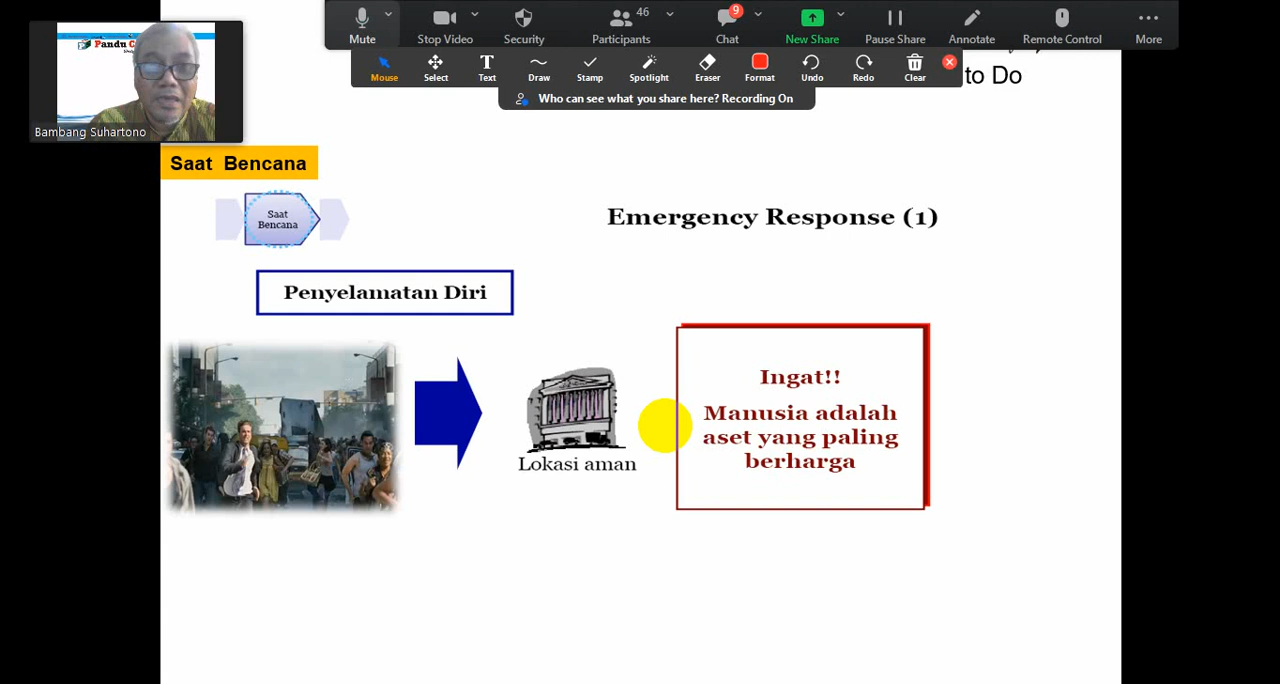 46
9
Mute
Stop Video
Security
Participants
Chat
New Share
Pause Share
Annotate
Remote Control
More
Mouse
Select
Text
Draw
Stamp
Spotlight
Eraser
Format
Undo
Redo
Clear
to Do
Who can see what you share here? Recording On
Bambang Suhartono
Saat Bencana
Saat
Bencana
Emergency Response (1)
Penyelamatan Diri
Lokasi aman
Ingat!!
Manusia adalah
aset yang paling
berharga